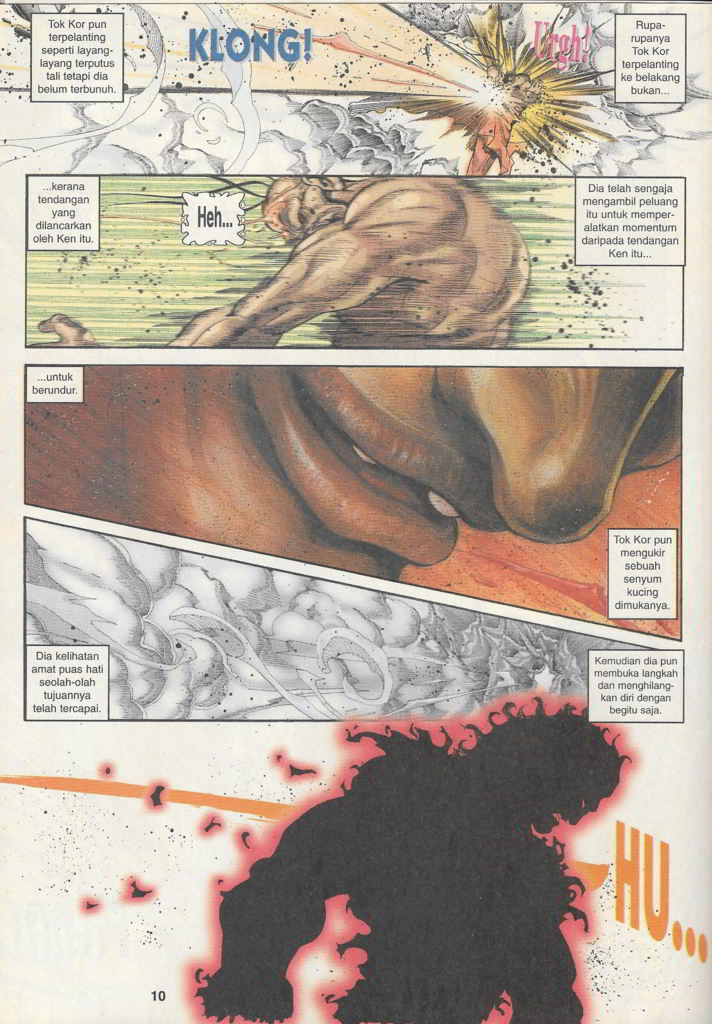 Tok Kor pun
terpelanting
seperti layang-
layang terputus
tali tetapi dia
belum terbunuh.
KLONG!
Urgh!
Rupa-
rupanya
Tok Kor
terpelanting
ke belakang
bukan...
...kerana
tendangan
yang
dilancarkan
oleh Ken itu.
Heh...
Dia telah sengaja
mengambil peluang
itu untuk memper-
alatkan momentum
daripada tendangan
Ken itu...
...untuk
berundur.
Tok Kor pun
mengukir
sebuah
senyum
kucing
dimukanya.
Dia kelihatan
amat puas hati
seolah-olah
tujuannya
telah tercapai.
Kemudian dia pun
membuka langkah
dan menghilang-
kan diri dengan
begitu saja.
HU...
10